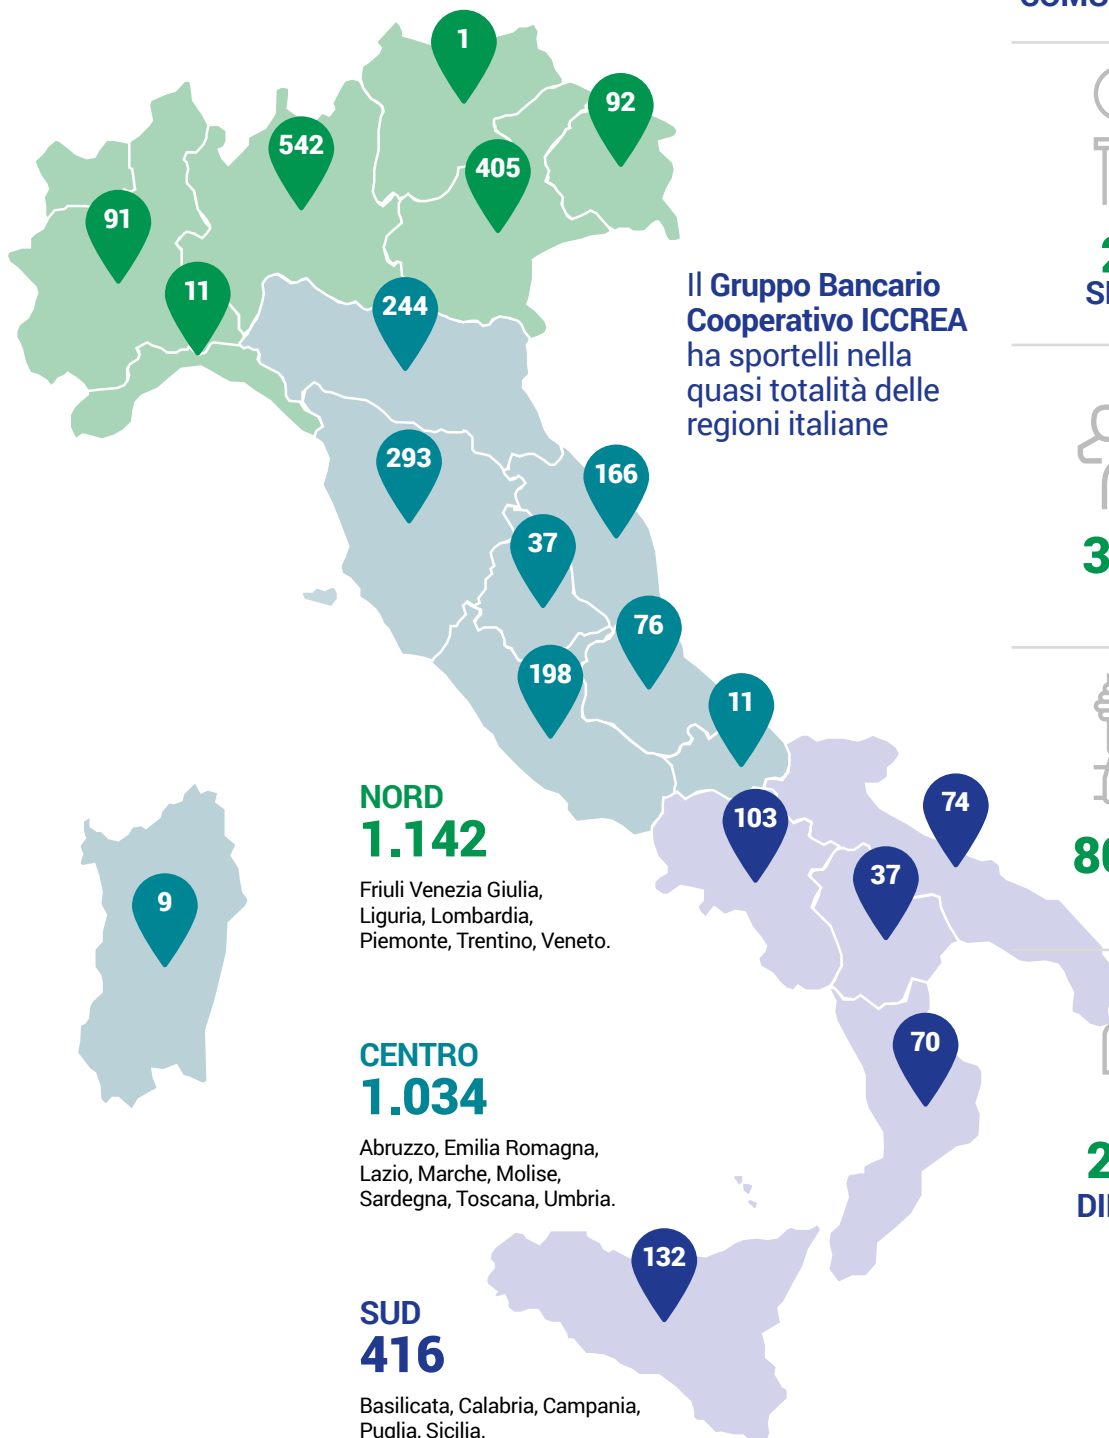 1
92
542
405
91
11
244
Il Gruppo Bancario
Cooperativo ICCREA
ha sportelli nella
quasi totalità delle
regioni italiane
293
166
37
76
198
11
NORD
1.142
Friuli Venezia Giulia,
Liguria, Lombardia,
Piemonte, Trentino, Veneto.
103
74
37
9
CENTRO
1.034
Abruzzo, Emilia Romagna,
Lazio, Marche, Molise,
Sardegna, Toscana, Umbria.
70
132
SUD
416
Basilicata, Calabria, Campania,
Puglia, Sicilia.